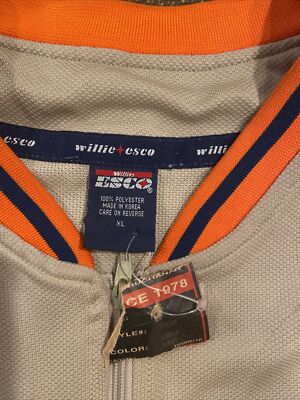 willie esco
willie esco
Willie's
ESCO
100% POLYESTER
MADE IN KOREA
CARE ON REVERSE
XL
CE 1978
STYLE#:
COLOR: